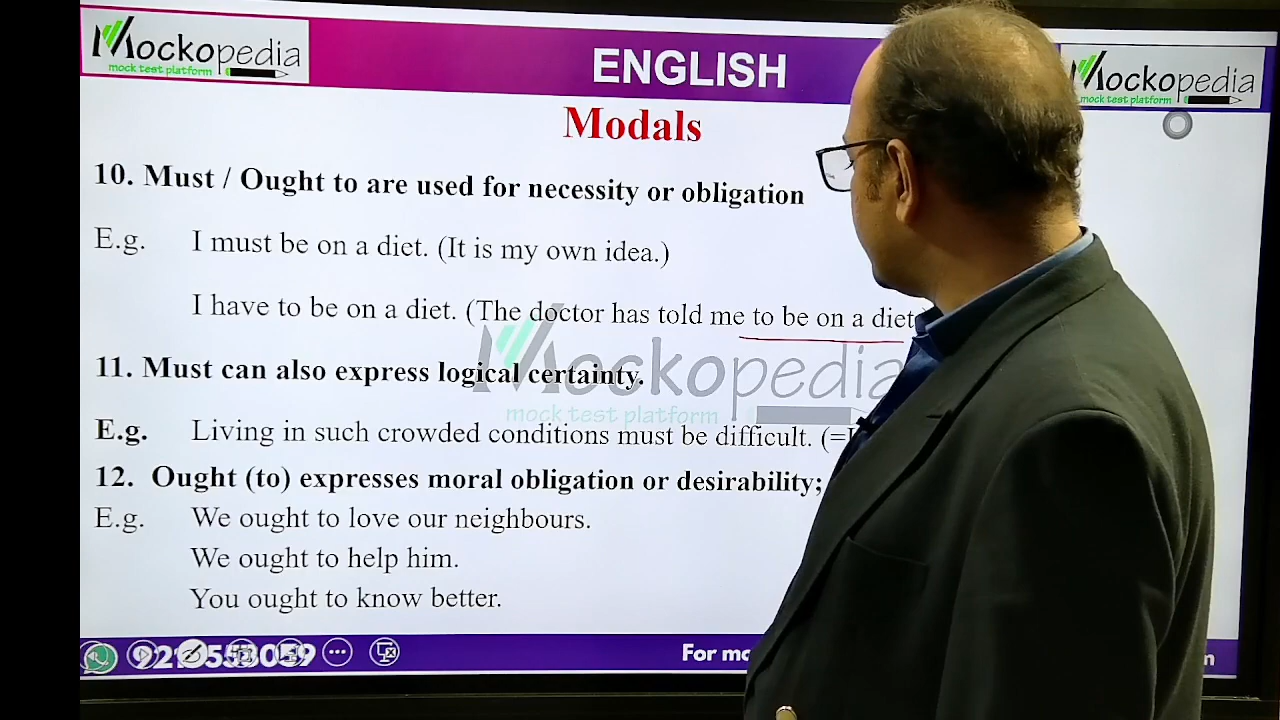 Mockopedia
mock test platform
ENGLISH
Mockopedia
mock test platform
Modals
10. Must / Ought to are used for necessity or obligation
E.g. I must be on a diet. (It is my own idea.)
I have to be on a diet. (The doctor has told me to be on a diet
Mockopedia
mock test platform
11. Must can also express logical certainty.
E.g. Living in such crowded conditions must be difficult. (=
12. Ought (to) expresses moral obligation or desirability;
E.g. We ought to love our neighbours.
We ought to help him.
You ought to know better.
For